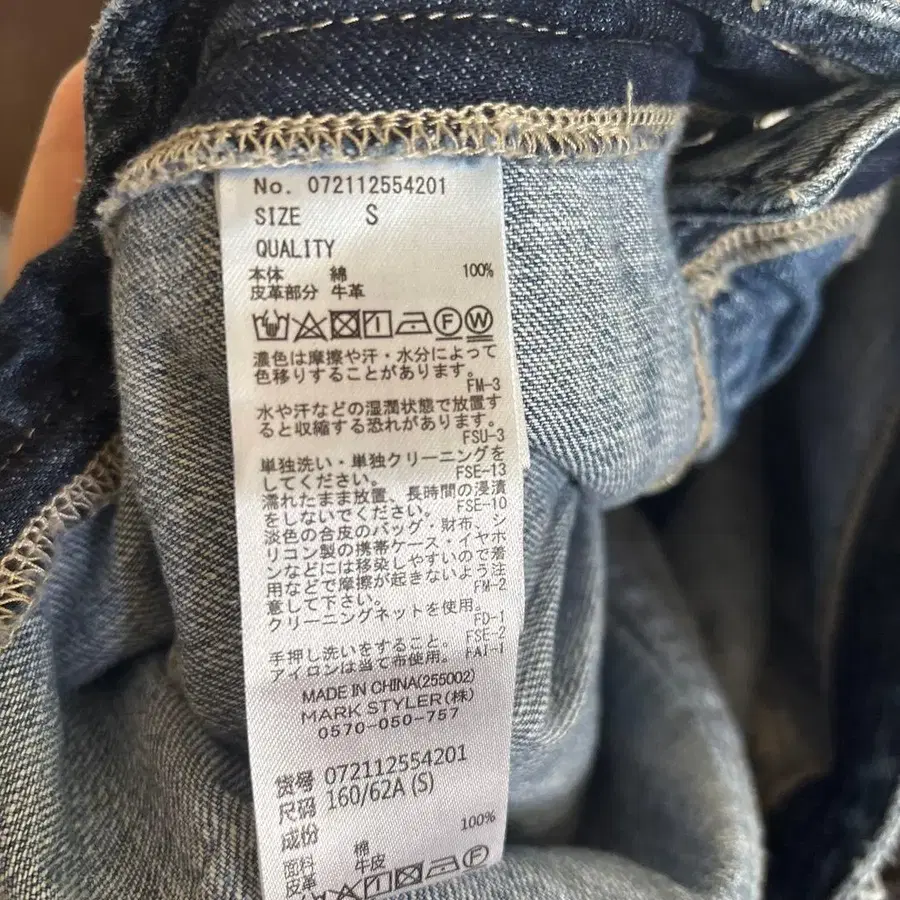 No. 072112554201
SIZE S
QUALITY
本体 綿 100%
皮革部分 牛革
F W
濃色は摩擦や汗・水分によって
色移りすることがあります。
FM-3
水や汗などの湿潤状態で放置す
ると収縮する恐れがあります。
FSU-3
単独洗い・単独クリーニングを
してください。 FSE-13
濡れたまま放置、長時間の浸漬
をしないでください。 FSE-10
淡色の合皮のバッグ・財布、シ
リコン製の携帯ケース・イヤホ
ンなどには移染しやすいので着
用などで摩擦が起きないよう注
意して下さい。 FM-2
クリーニングネットを使用。
FD-1
手押し洗いをすること。 FSE-2
アイロンは当て布使用。 FAI-1
MADE IN CHINA(255002)
MARK STYLER(株)
0570-050-757
货号 072112554201
尺码 160/62A (S)
成份
面料 棉 100%
皮革 牛皮
F